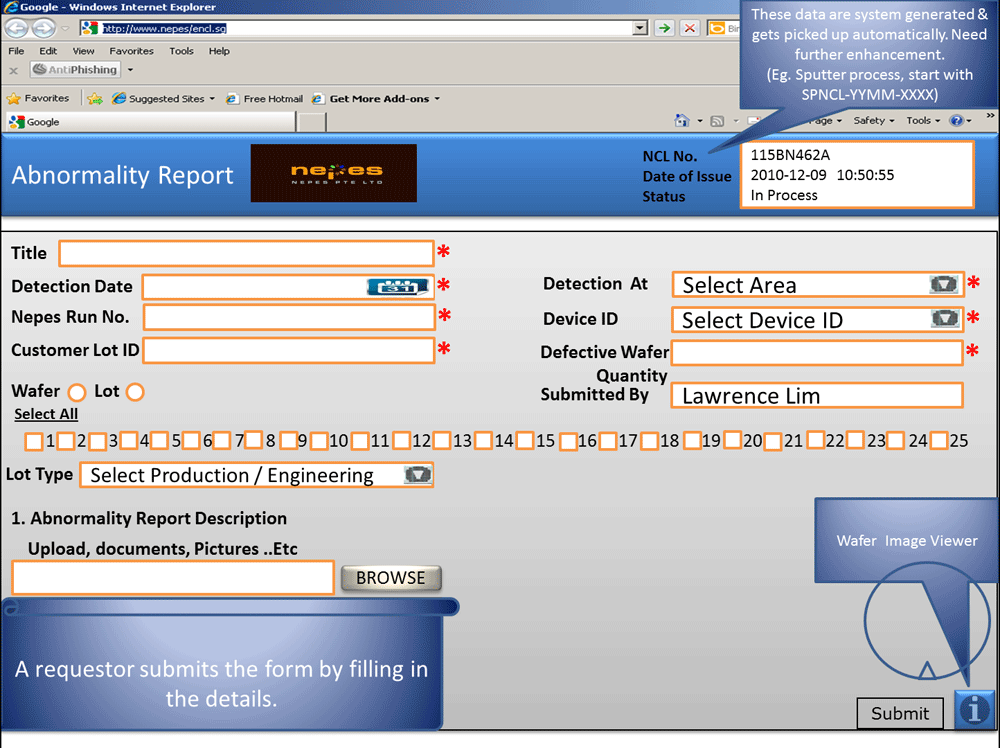 Google - Windows Internet Explorer
http://www.nepes/encl.sg
File Edit View Favorites Tools Help
AntiPhishing
Favorites Suggested Sites Free Hotmail Get More Add-ons
Google
Page Safety Tools
These data are system generated &
gets picked up automatically. Need
further enhancement.
(Eg. Sputter process, start with
SPNCL-YYMM-XXXX)
Abnormality Report
nepes
NEPES PTE LTD
NCL No. 115BN462A
Date of Issue 2010-12-09 10:50:55
Status In Process
Title *
Detection Date 31 *
Detection At Select Area *
Nepes Run No. *
Device ID Select Device ID *
Customer Lot ID *
Defective Wafer *
Quantity
Wafer Lot
Submitted By Lawrence Lim
Select All
1 2 3 4 5 6 7 8 9 10 11 12 13 14 15 16 17 18 19 20 21 22 23 24 25
Lot Type Select Production / Engineering
1. Abnormality Report Description
Upload, documents, Pictures ..Etc
BROWSE
Wafer Image Viewer
A requestor submits the form by filling in
the details.
Submit
i